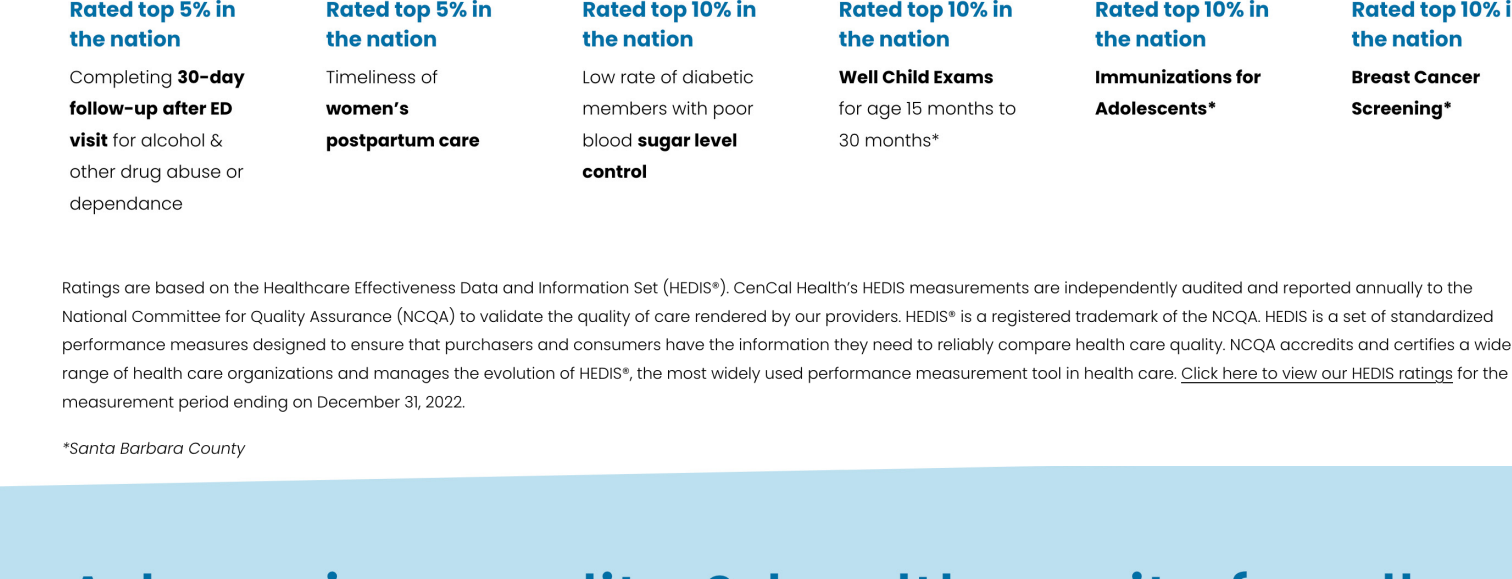 Rated top 5% in
the nation
Completing 30-day
follow-up after ED
visit for alcohol &
other drug abuse or
dependance
Rated top 5% in
the nation
Timeliness of
women’s
postpartum care
Rated top 10% in
the nation
Low rate of diabetic
members with poor
blood sugar level
control
Rated top 10% in
the nation
Well Child Exams
for age 15 months to
30 months*
Rated top 10% in
the nation
Immunizations for
Adolescents*
Rated top 10%
the nation
Breast Cancer
Screening*
Ratings are based on the Healthcare Effectiveness Data and Information Set (HEDIS®). CenCal Health’s HEDIS measurements are independently audited and reported annually to the
National Committee for Quality Assurance (NCQA) to validate the quality of care rendered by our providers. HEDIS® is a registered trademark of the NCQA. HEDIS is a set of standardized
performance measures designed to ensure that purchasers and consumers have the information they need to reliably compare health care quality. NCQA accredits and certifies a wide
range of health care organizations and manages the evolution of HEDIS®, the most widely used performance measurement tool in health care. Click here to view our HEDIS ratings for the
measurement period ending on December 31, 2022.
*Santa Barbara County